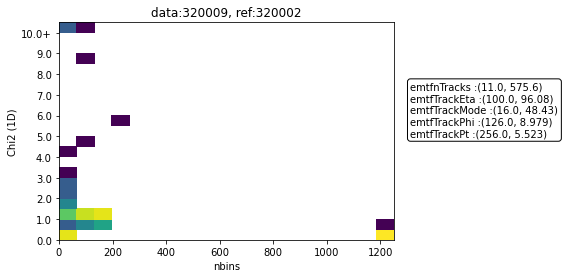 data:320009, ref:320002
10.0+
9.0
8.0
7.0
6.0
5.0
4.0
3.0
2.0
1.0
0.0
Chi2 (1D)
0 200 400 600 800 1000 1200
nbins
emtfnTracks :(11.0, 575.6)
emtfTrackEta :(100.0, 96.08)
emtfTrackMode :(16.0, 48.43)
emtfTrackPhi :(126.0, 8.979)
emtfTrackPt :(256.0, 5.523)